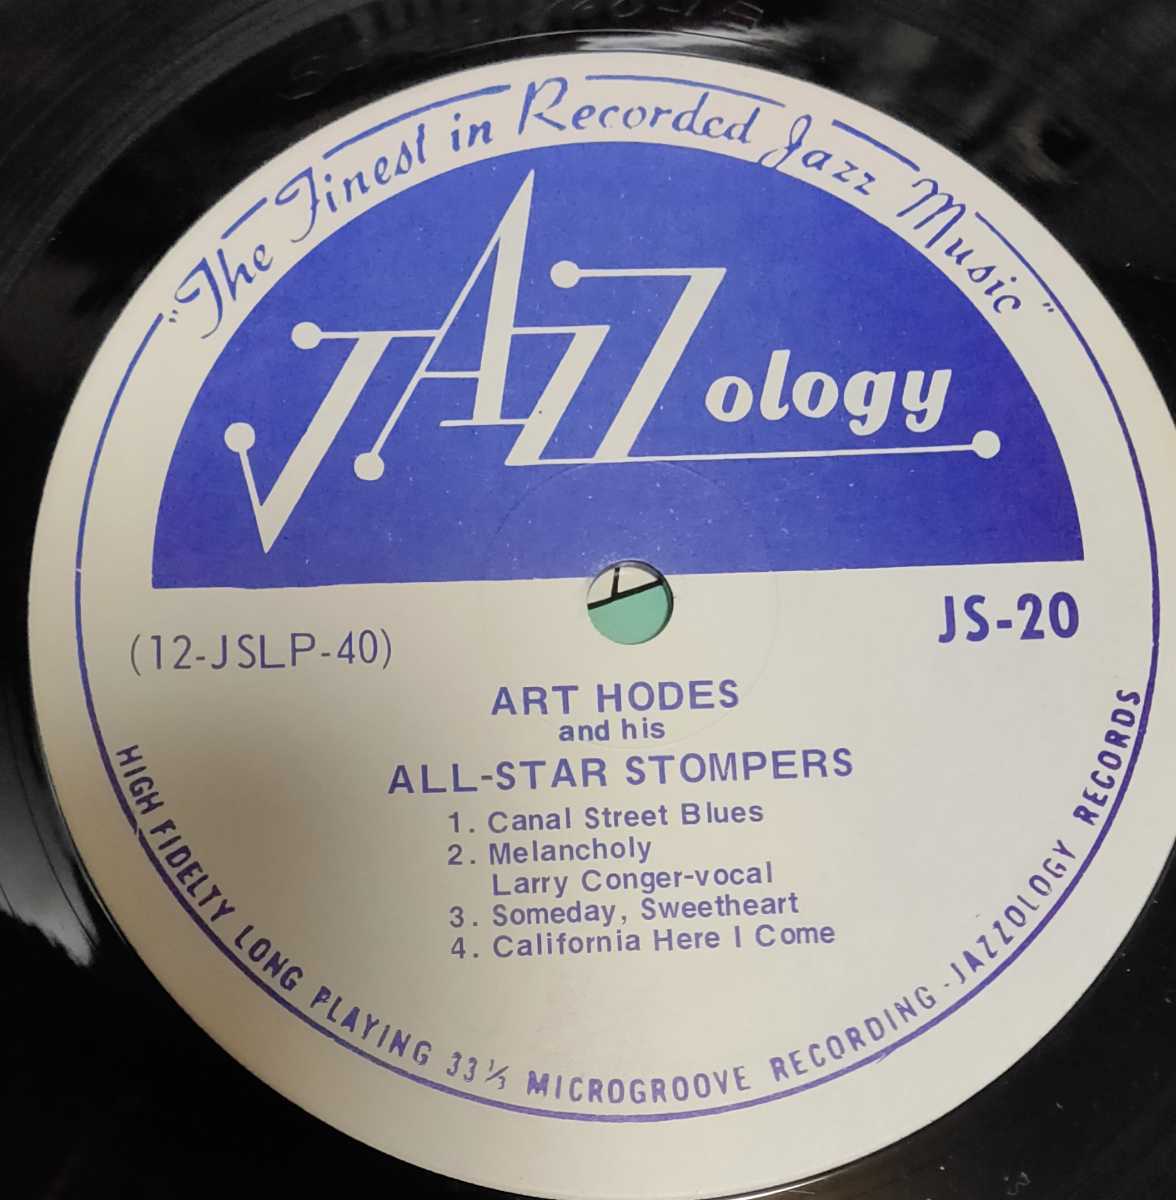 "The Finest in Recorded Jazz Music"
JAZZology
(12-JSLP-40)
JS-20
ART HODES
and his
ALL-STAR STOMPERS
1. Canal Street Blues
2. Melancholy
Larry Conger-vocal
3. Someday, Sweetheart
4. California Here I Come
HIGH FIDELTY LONG PLAYING 33 1/3 MICROGROOVE RECORDING - JAZZOLOGY RECORDS